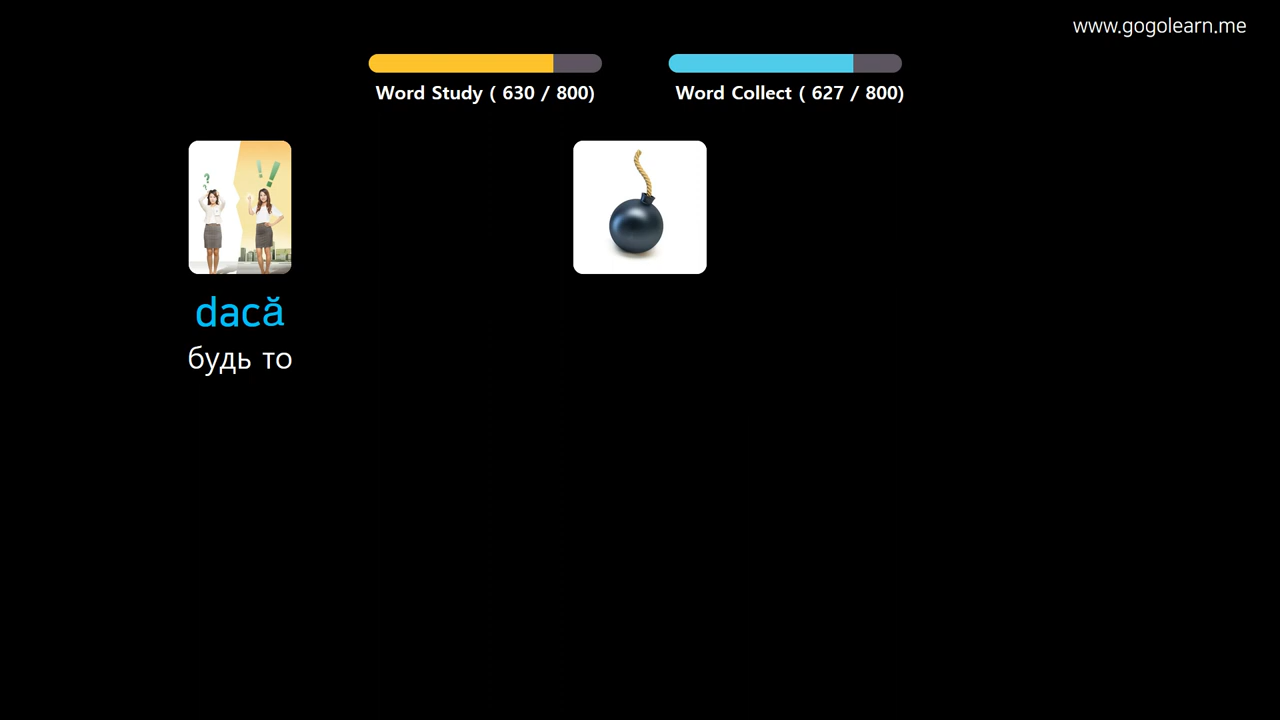 www.gogolearn.me
Word Study ( 630 / 800)
Word Collect ( 627 / 800)
dacă
будь то